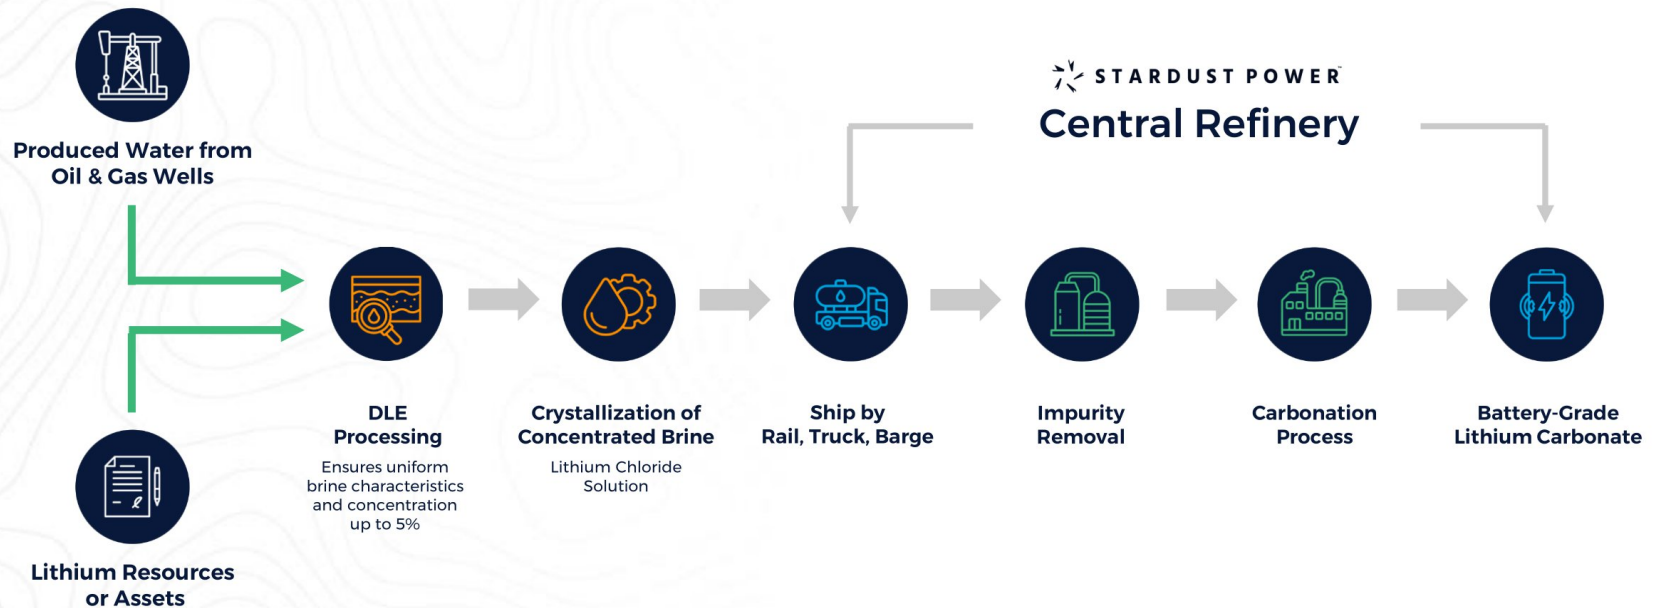 Produced Water from
Oil & Gas Wells
STARDUST POWER™
Central Refinery
DLE
Processing
Ensures uniform
brine characteristics
and concentration
up to 5%
Crystallization of
Concentrated Brine
Lithium Chloride
Solution
Ship by
Rail, Truck, Barge
Impurity
Removal
Carbonation
Process
Battery-Grade
Lithium Carbonate
Lithium Resources
or Assets